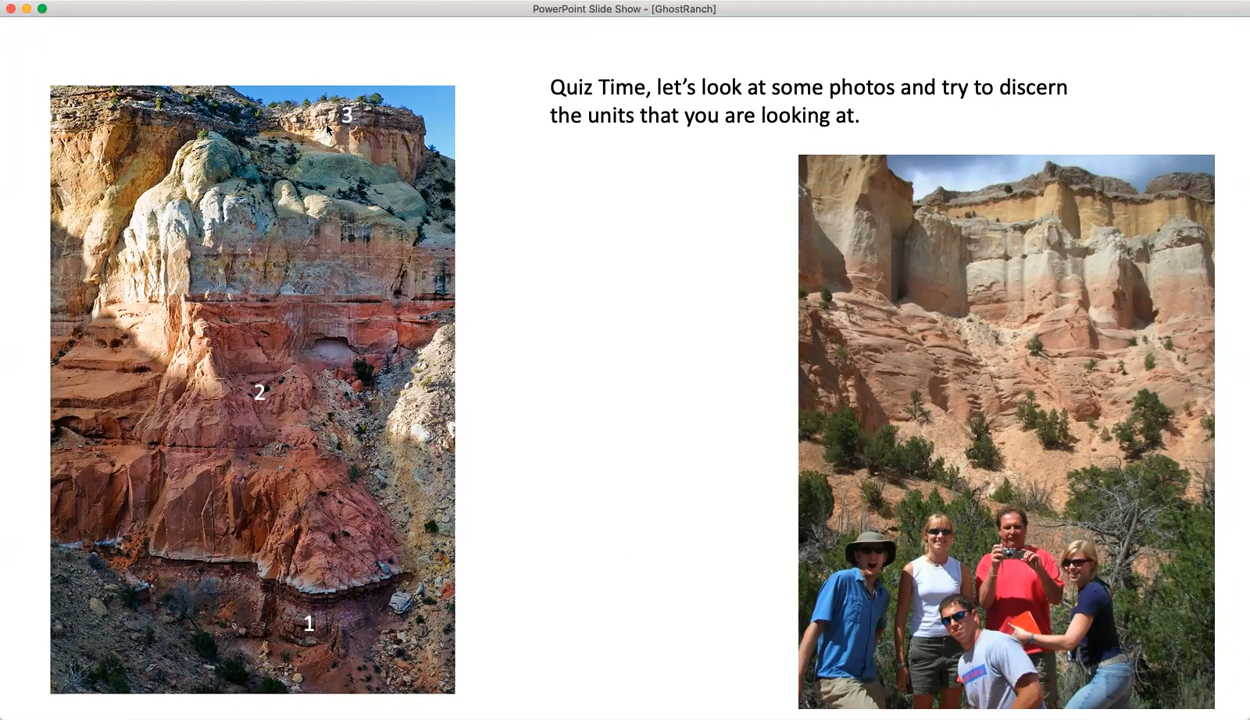 PowerPoint Slide Show - [GhostRanch]
Quiz Time, let’s look at some photos and try to discern
the units that you are looking at.
3
2
1